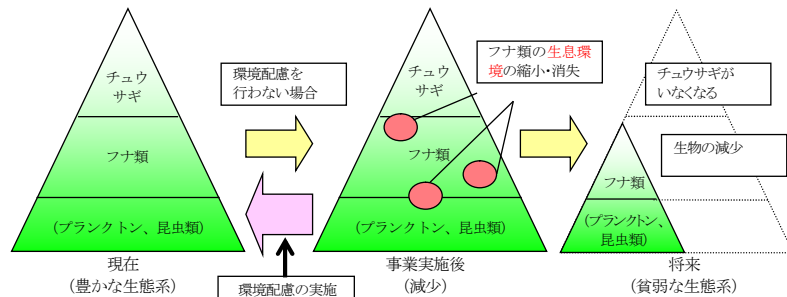 チュウ
サギ
フナ類
(プランクトン、昆虫類)
現在
(豊かな生態系)
環境配慮を
行わない場合
環境配慮の実施
チュウ
サギ
フナ類
(プランクトン、昆虫類)
事業実施後
(減少)
フナ類の生息環
境の縮小・消失
チュウサギが
いなくなる
生物の減少
フナ類
(プランクトン、
昆虫類)
将来
(貧弱な生態系)